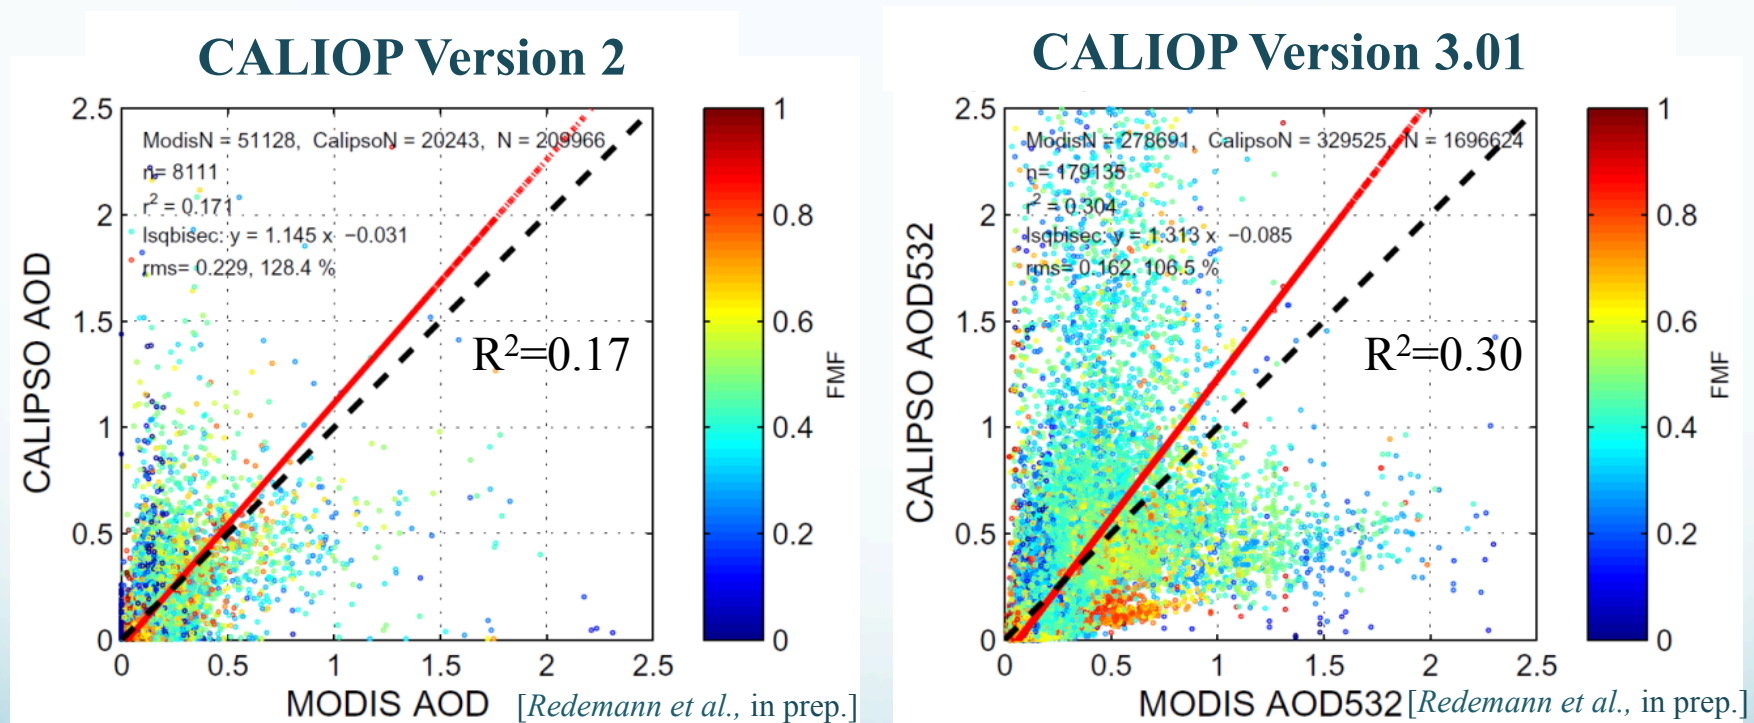 CALIOP Version 2
2.5
2
1.5
1
0.5
0
CALIPSO AOD
ModisN = 51128, CalipsoN = 20243, N = 209966
n= 8111
r2 = 0.171
lsqbisec: y = 1.145 x −0.031
rms= 0.229, 128.4 %
R2=0.17
0 0.5 1 1.5 2 2.5
MODIS AOD
[Redemann et al., in prep.]
1
0.8
0.6
0.4
0.2
0
FMF
CALIOP Version 3.01
2.5
2
1.5
1
0.5
0
CALIPSO AOD532
ModisN = 278691, CalipsoN = 329525, N = 1696624
n= 179135
r2 = 0.304
lsqbisec: y = 1.313 x −0.085
rms= 0.162, 106.5 %
R2=0.30
0 0.5 1 1.5 2 2.5
MODIS AOD532
[Redemann et al., in prep.]
1
0.8
0.6
0.4
0.2
0
FMF